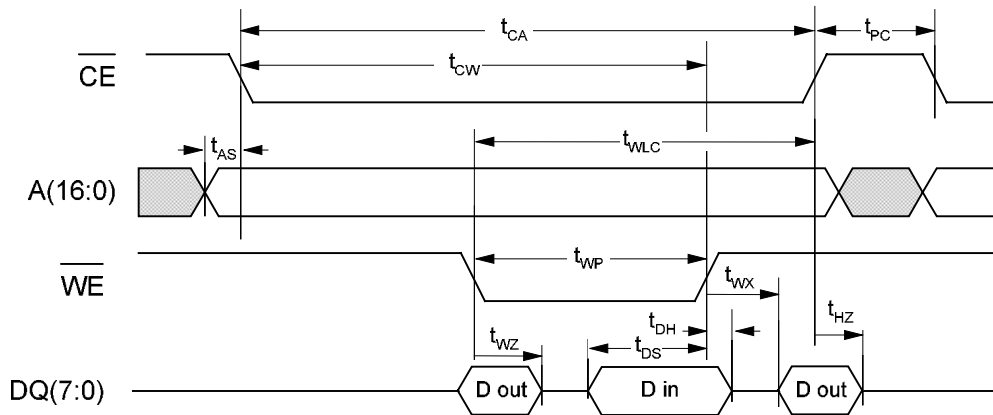 tCA
tPC
CE
tCW
tAS
tWLC
A(16:0)
tWP
WE
tWX
tHZ
tDH
tWZ
tDS
DQ(7:0)
D out
D in
D out